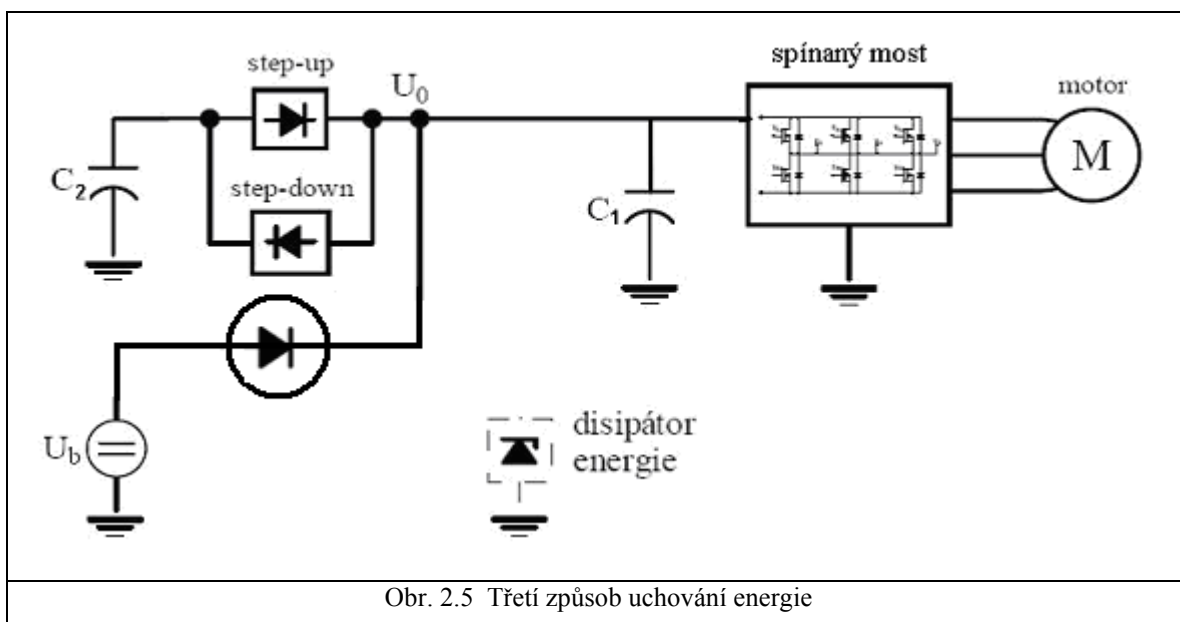 step-up
U₀
spínaný most
motor
C₂
step-down
C₁
M
U_b
disipátor
energie
Obr. 2.5 Třetí způsob uchování energie